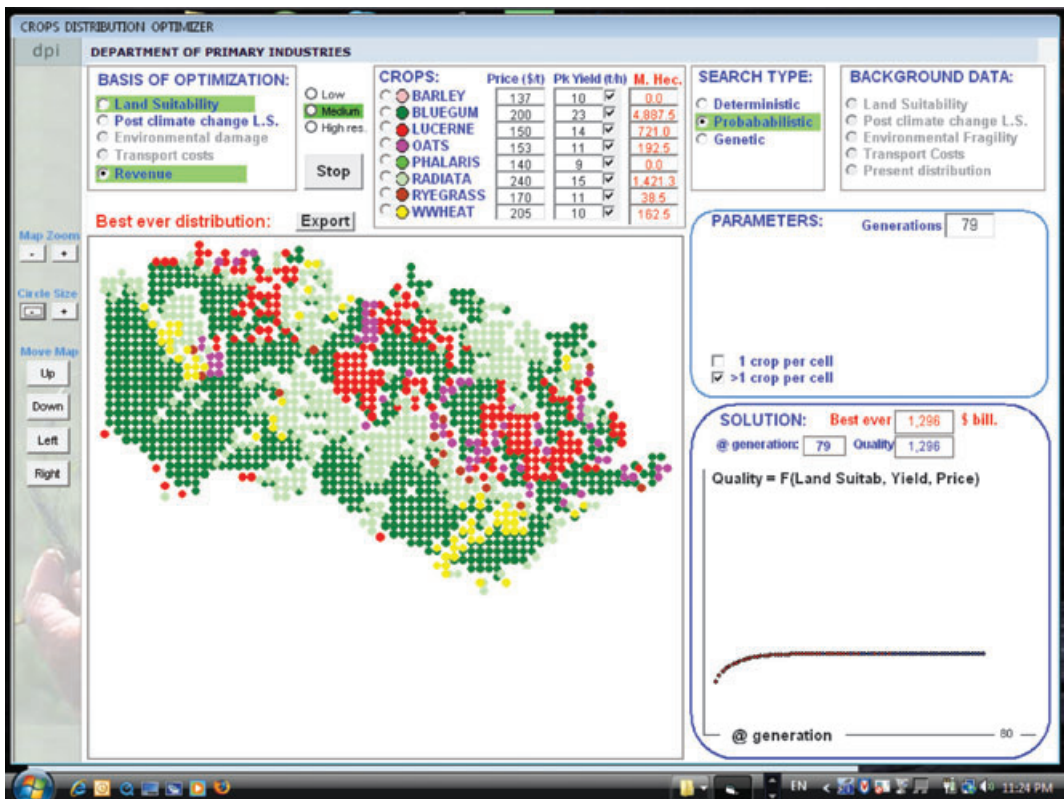 CROPS DISTRIBUTION OPTIMIZER
dpi
DEPARTMENT OF PRIMARY INDUSTRIES
BASIS OF OPTIMIZATION:
Land Suitability
Post climate change L.S.
Environmental damage
Transport costs
Revenue
Low
Medium
High res.
Stop
CROPS: Price ($/t) Pk Yield (t/h) M. Hec.
BARLEY 137 10 0.0
BLUEGUM 200 23 4,887.5
LUCERNE 150 14 721.0
OATS 153 11 192.5
PHALARIS 140 9 0.0
RADIATA 240 15 1,421.3
RYEGRASS 170 11 38.5
WWHEAT 205 10 162.5
SEARCH TYPE:
Deterministic
Probababilistic
Genetic
BACKGROUND DATA:
Land Suitability
Post climate change L.S.
Environmental Fragility
Transport Costs
Present distribution
Best ever distribution: Export
Map Zoom
- +
Circle Size
- +
Move Map
Up
Down
Left
Right
PARAMETERS: Generations 79
1 crop per cell
>1 crop per cell
SOLUTION: Best ever 1,296 $ bill.
@ generation: 79 Quality 1,296
Quality = F(Land Suitab, Yield, Price)
@ generation 80
EN 11:24 PM